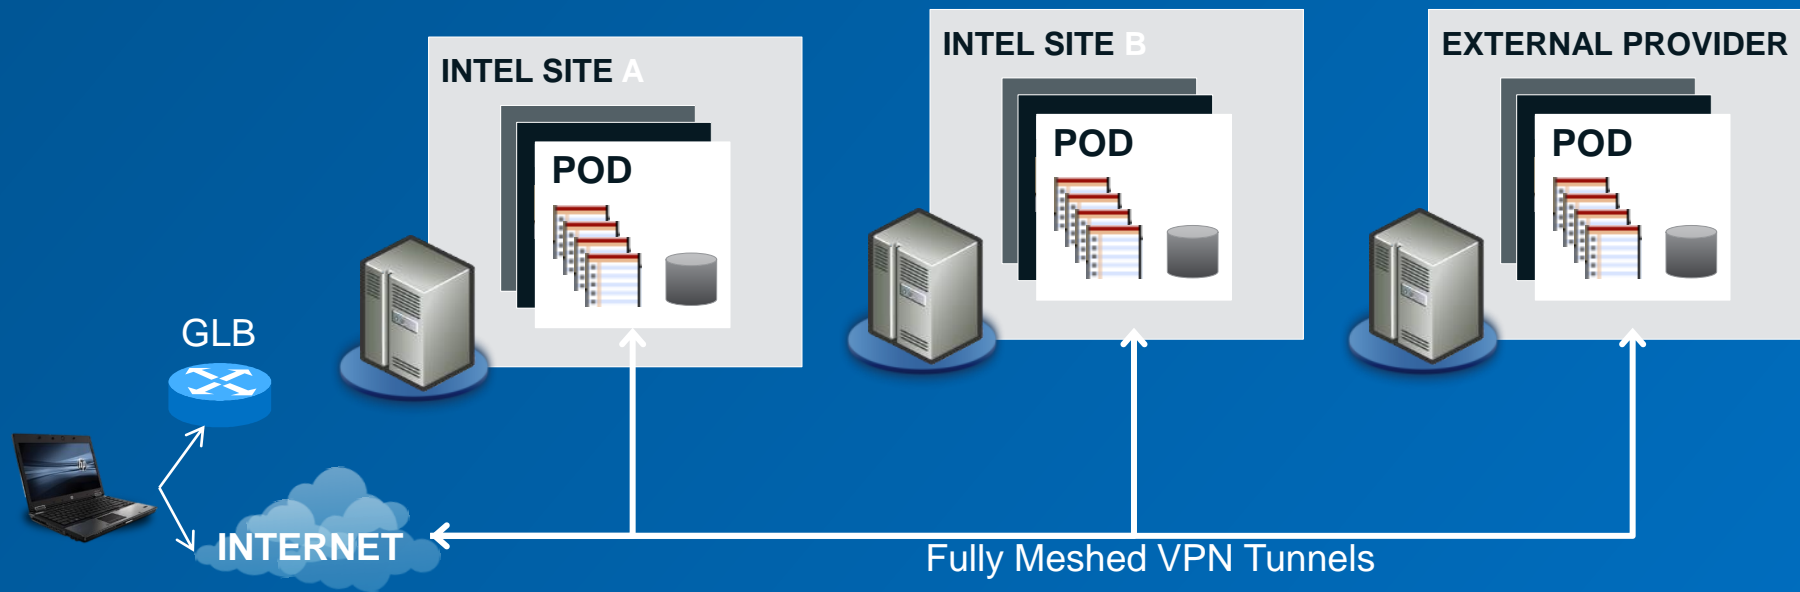 INTEL SITE A
POD
INTEL SITE B
POD
EXTERNAL PROVIDER
POD
GLB
INTERNET
Fully Meshed VPN Tunnels